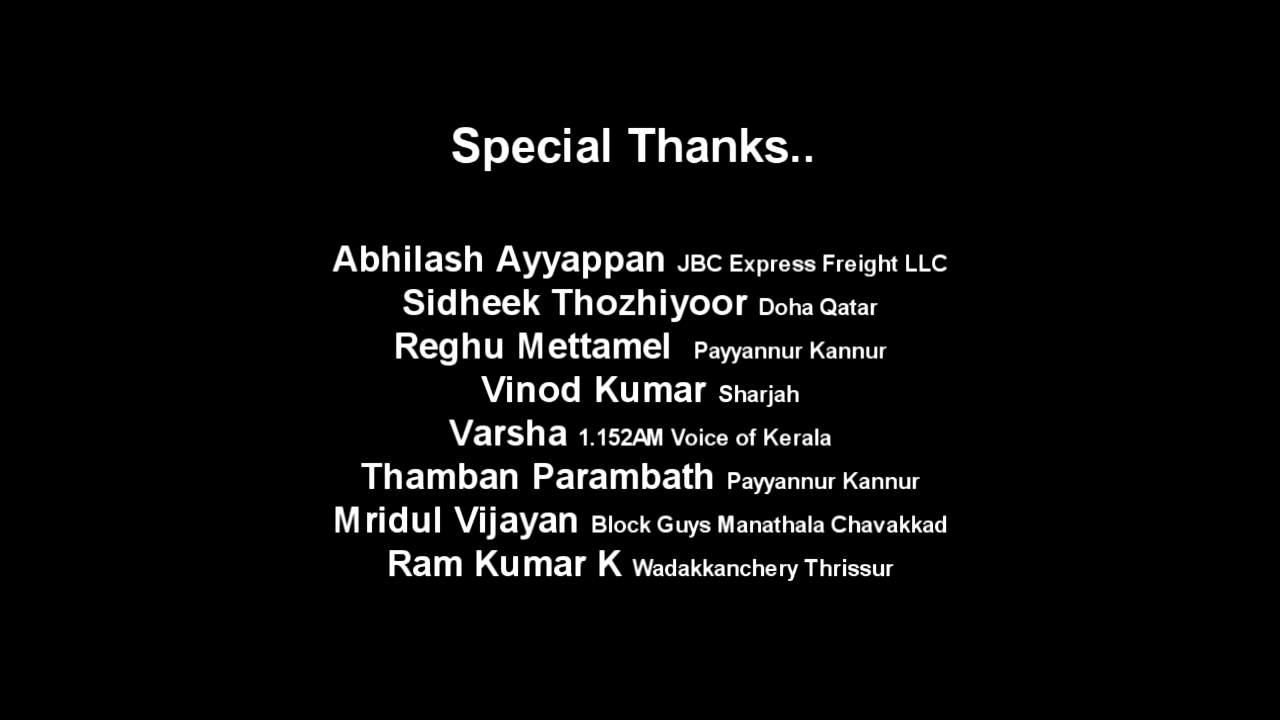 Special Thanks..
Abhilash Ayyappan JBC Express Freight LLC
Sidheek Thozhiyoor Doha Qatar
Reghu Mettamel Payyannur Kannur
Vinod Kumar Sharjah
Varsha 1.152AM Voice of Kerala
Thamban Parambath Payyannur Kannur
Mridul Vijayan Block Guys Manathala Chavakkad
Ram Kumar K Wadakkanchery Thrissur